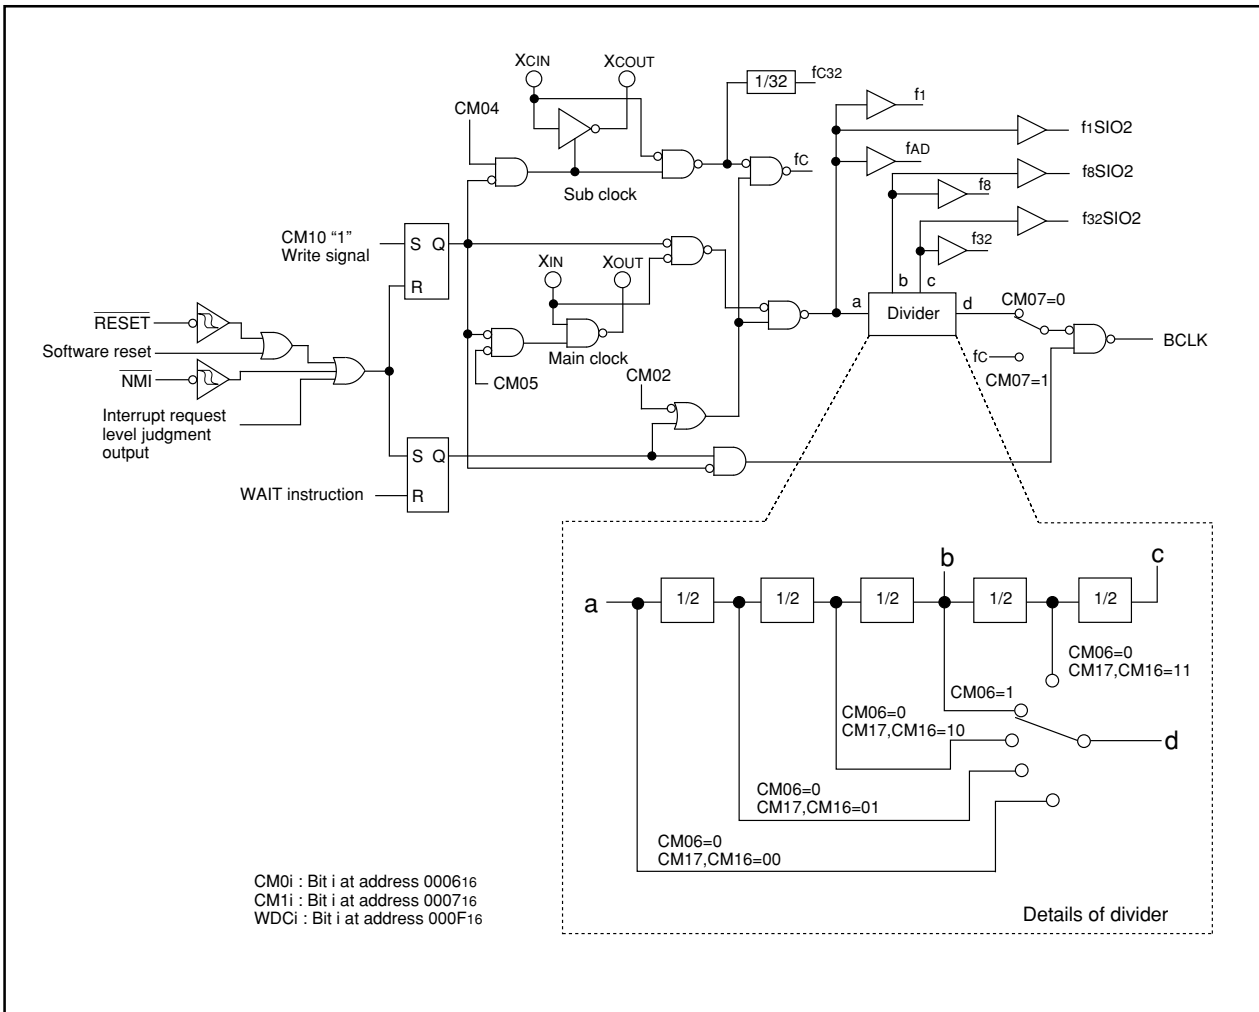 XCIN
XCOUT
1/32
fC32
CM04
f1
f1SIO2
fAD
fC
f8SIO2
Sub clock
f8
f32SIO2
CM10 “1”
Write signal
S Q
R
XIN
XOUT
f32
b c
a
Divider
d
CM07=0
RESET
Software reset
NMI
Main clock
CM05
CM02
fC
CM07=1
BCLK
Interrupt request
level judgment
output
S Q
R
WAIT instruction
b
c
a
1/2
1/2
1/2
1/2
1/2
CM06=0
CM17,CM16=11
CM06=1
CM06=0
CM17,CM16=10
d
CM06=0
CM17,CM16=01
CM06=0
CM17,CM16=00
CM0i : Bit i at address 000616
CM1i : Bit i at address 000716
WDCi : Bit i at address 000F16
Details of divider